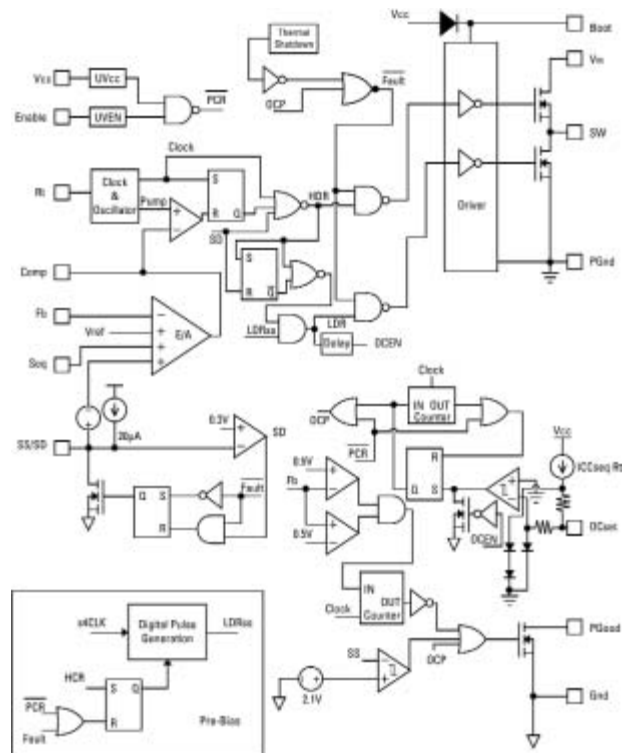 Vcc
Boot
Thermal
Shutdown
Vin
Fault
Vcc
UVcc
PCR
OCP
SW
Enable
UVEN
Clock
Rt
Clock
&
Oscillator
Pump
S
R
Q
HDR
SD
Driver
S
R
Q
Comp
PGnd
Fb
Vref
E/A
Seq
LDRss
LDR
Delay
OCEN
Clock
IN OUT
Counter
OCP
PCR
Vcc
20µA
0.3V
SD
SS/SD
Fault
Q
S
R
0.9V
Fb
0.5V
R
Q
S
OCEN
ICCseq Rt
OCset
IN
OUT
Counter
Clock
x4CLK
Digital Pulse
Generation
LDRss
HCR
S
Q
R
PCR
Fault
Pre-Bias
SS
2.1V
OCP
PGood
Gnd